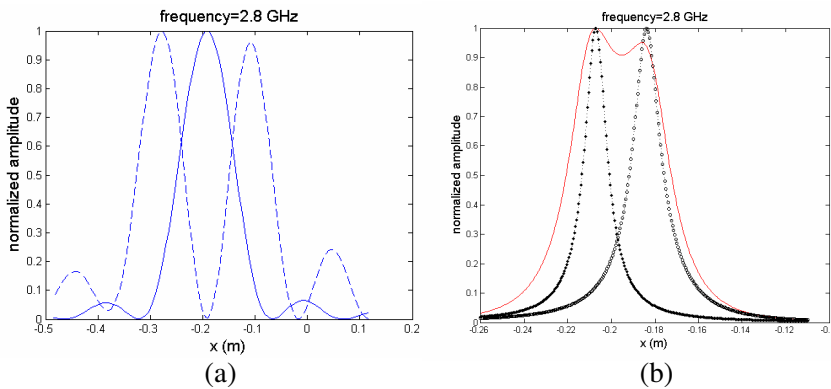 frequency=2.8 GHz
1
0.9
0.8
0.7
0.6
0.5
0.4
0.3
0.2
0.1
0
normalized amplitude
-0.5 -0.4 -0.3 -0.2 -0.1 0 0.1 0.2
x (m)
(a)
frequency=2.8 GHz
1
0.9
0.8
0.7
0.6
0.5
0.4
0.3
0.2
0.1
0
normalized amplitude
-0.26 -0.24 -0.22 -0.2 -0.18 -0.16 -0.14 -0.12 -0.
x (m)
(b)